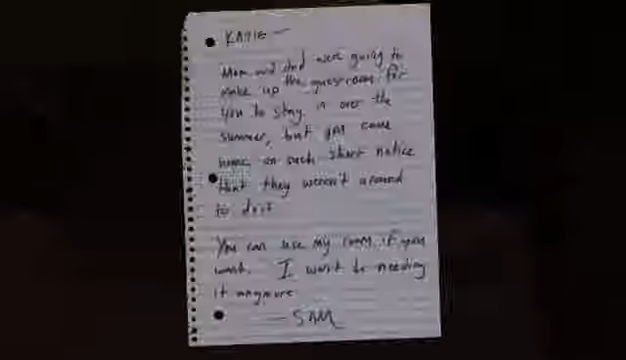 KATIE —
Mom and dad were going to
make up the guestroom for
you to stay in over the
summer, but you came
home on such short notice
that they weren't around
to do it
You can use my room, if you
want. I won't be needing
it anymore
— SAM